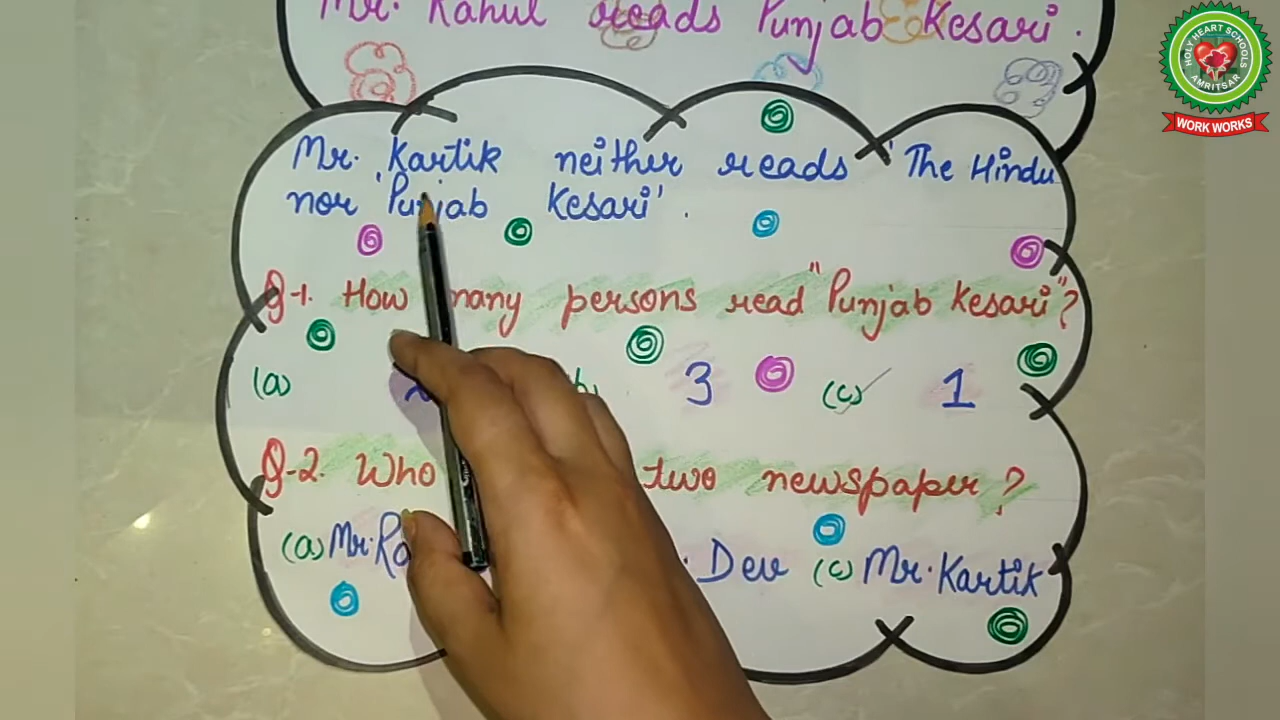 Mr. Rahul reads Punjab Kesari.
Mr. Kartik neither reads 'The Hindu
nor 'Punjab Kesari'.
Q-1. How many persons read "Punjab Kesari"?
(a) 3 (c) 1
Q-2. Who two newspaper?
(a) Dev (c) Mr. Kartik
HOLY HEART SCHOOLS
AMRITSAR
WORK WORKS